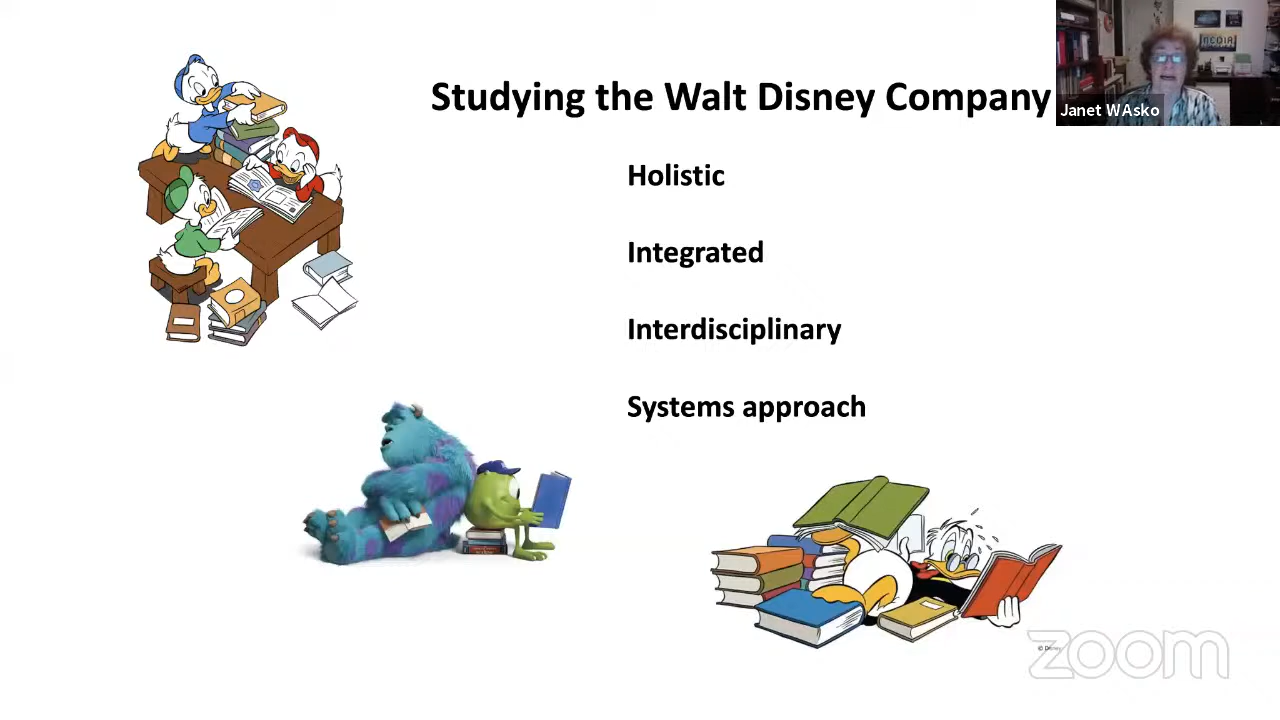 Studying the Walt Disney Company
Janet WAsko
Holistic
Integrated
Interdisciplinary
Systems approach
zoom